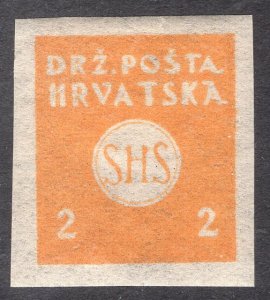 DRŽ. POŠTA
HRVATSKA
SHS
2 2